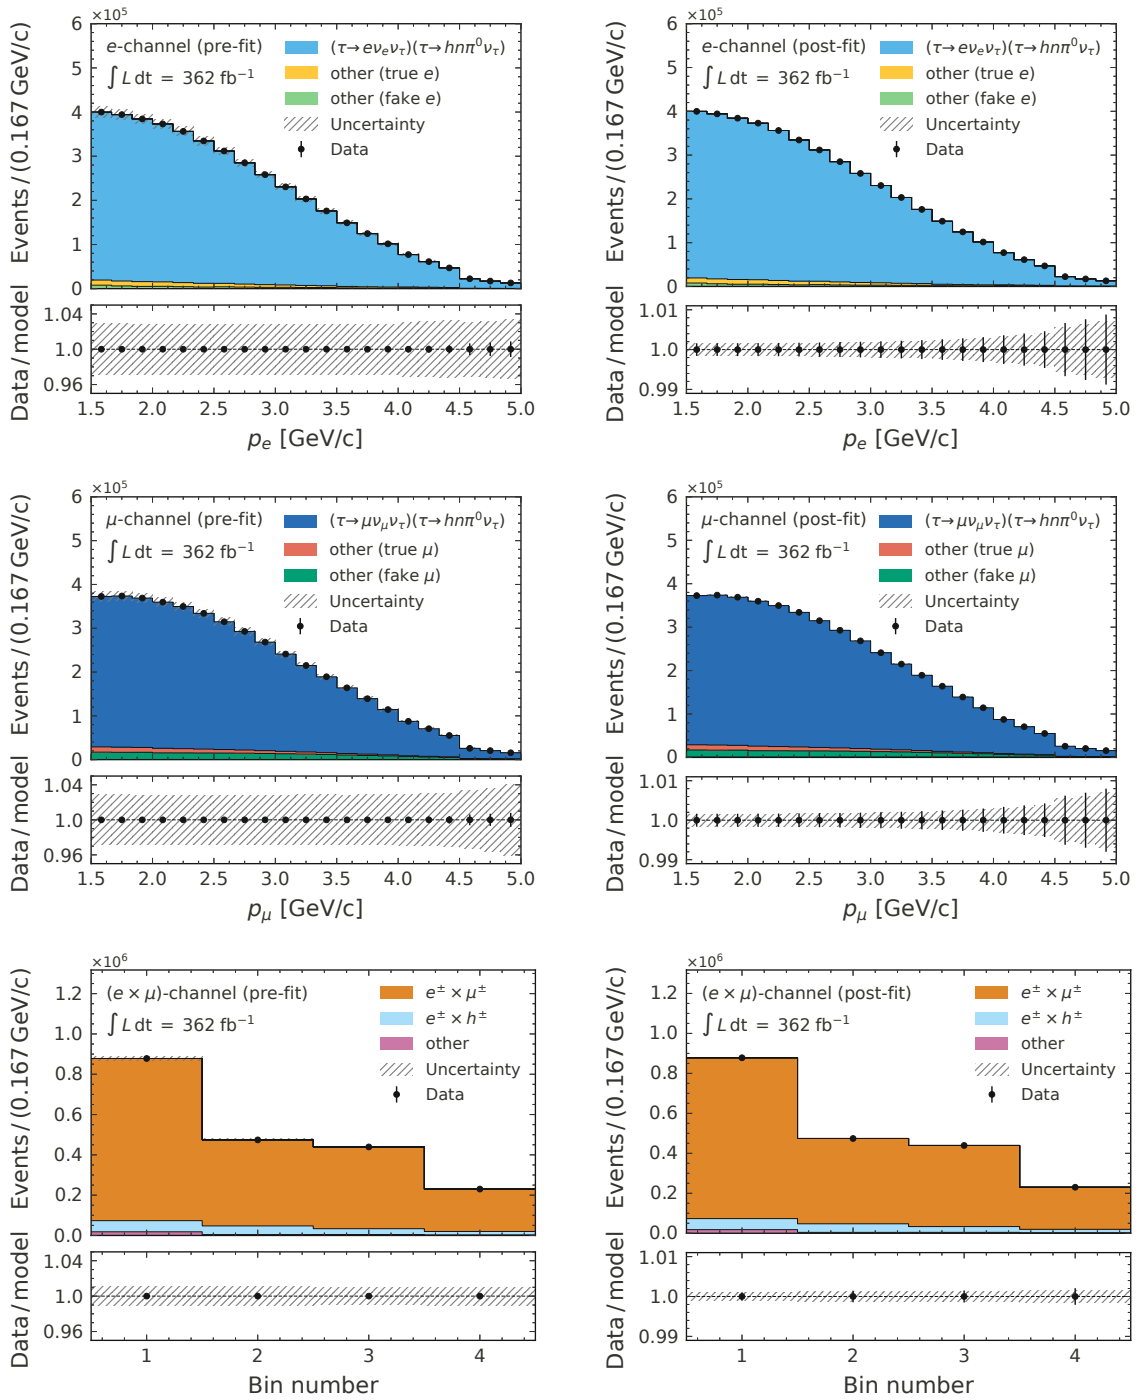 ×10⁵
e-channel (pre-fit)
∫ L dt = 362 fb⁻¹
(τ→eνₑν_τ)(τ→hnπ⁰ν_τ)
other (true e)
other (fake e)
Uncertainty
Data
Events / (0.167 GeV/c)
6
5
4
3
2
1
0
Data / model
1.04
1.0
0.96
1.5 2.0 2.5 3.0 3.5 4.0 4.5 5.0
pₑ [GeV/c]
×10⁵
e-channel (post-fit)
∫ L dt = 362 fb⁻¹
(τ→eνₑν_τ)(τ→hnπ⁰ν_τ)
other (true e)
other (fake e)
Uncertainty
Data
Events / (0.167 GeV/c)
6
5
4
3
2
1
0
Data / model
1.01
1.0
0.99
1.5 2.0 2.5 3.0 3.5 4.0 4.5 5.0
pₑ [GeV/c]
×10⁵
μ-channel (pre-fit)
∫ L dt = 362 fb⁻¹
(τ→μν_μν_τ)(τ→hnπ⁰ν_τ)
other (true μ)
other (fake μ)
Uncertainty
Data
Events / (0.167 GeV/c)
6
5
4
3
2
1
0
Data / model
1.04
1.0
0.96
1.5 2.0 2.5 3.0 3.5 4.0 4.5 5.0
p_μ [GeV/c]
×10⁵
μ-channel (post-fit)
∫ L dt = 362 fb⁻¹
(τ→μν_μν_τ)(τ→hnπ⁰ν_τ)
other (true μ)
other (fake μ)
Uncertainty
Data
Events / (0.167 GeV/c)
6
5
4
3
2
1
0
Data / model
1.01
1.0
0.99
1.5 2.0 2.5 3.0 3.5 4.0 4.5 5.0
p_μ [GeV/c]
×10⁶
(e × μ)-channel (pre-fit)
∫ L dt = 362 fb⁻¹
e± × μ±
e± × h±
other
Uncertainty
Data
Events / (0.167 GeV/c)
1.2
1.0
0.8
0.6
0.4
0.2
0.0
Data / model
1.04
1.0
0.96
1 2 3 4
Bin number
×10⁶
(e × μ)-channel (post-fit)
∫ L dt = 362 fb⁻¹
e± × μ±
e± × h±
other
Uncertainty
Data
Events / (0.167 GeV/c)
1.2
1.0
0.8
0.6
0.4
0.2
0.0
Data / model
1.01
1.0
0.99
1 2 3 4
Bin number